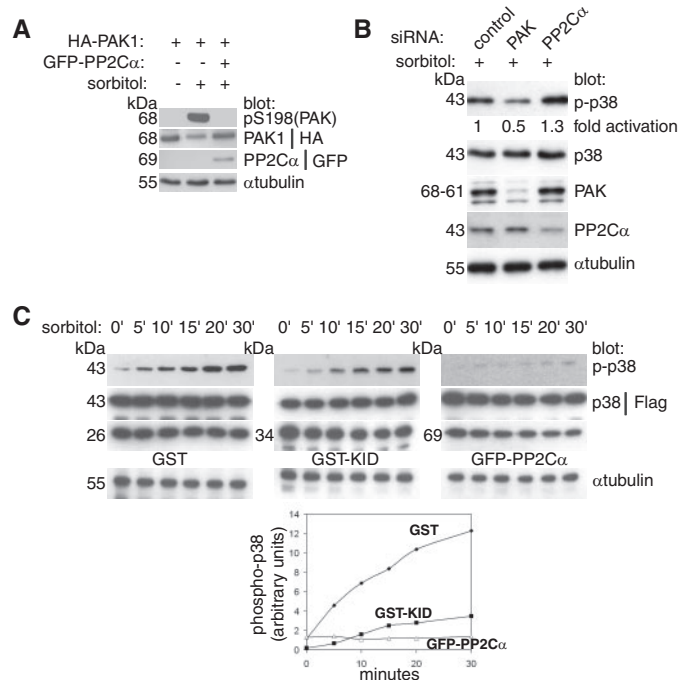 A
HA-PAK1: + + +
GFP-PP2Cα: - - +
sorbitol: - + +
kDa blot:
68 pS198(PAK)
68 PAK1 | HA
69 PP2Cα | GFP
55 αtubulin
B
siRNA: control PAK PP2Cα
sorbitol: + + +
kDa blot:
43 p-p38
1 0.5 1.3 fold activation
43 p38
68-61 PAK
43 PP2Cα
55 αtubulin
C
sorbitol: 0' 5' 10' 15' 20' 30' 0' 5' 10' 15' 20' 30' 0' 5' 10' 15' 20' 30'
kDa kDa kDa blot:
43 p-p38
43 p38 | Flag
26 34 69
GST GST-KID GFP-PP2Cα
55 αtubulin
phospho-p38
(arbitrary units)
14
12
10
8
6
4
2
0
GST
GST-KID
GFP-PP2Cα
0 10 20 30
minutes